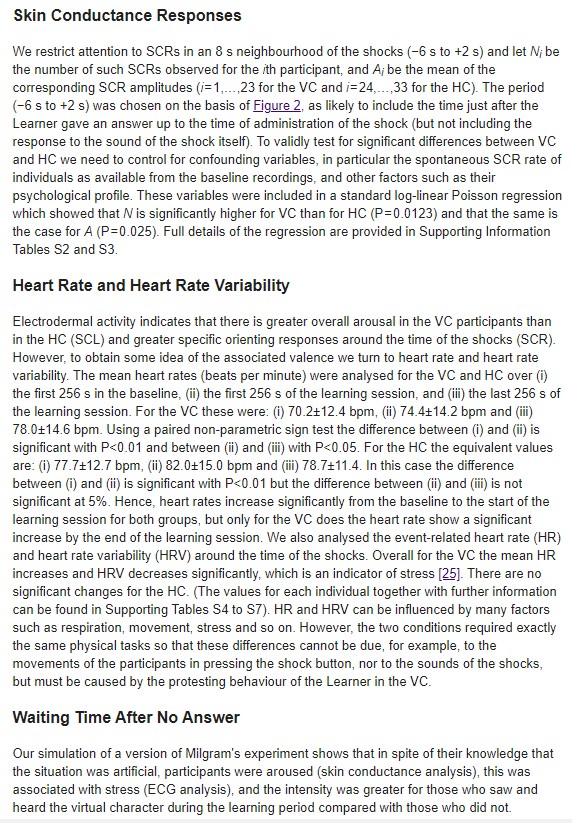 Skin Conductance Responses
We restrict attention to SCRs in an 8 s neighbourhood of the shocks (−6 s to +2 s) and let Ni be
the number of such SCRs observed for the ith participant, and Ai be the mean of the
corresponding SCR amplitudes (i=1,…,23 for the VC and i=24,…,33 for the HC). The period
(−6 s to +2 s) was chosen on the basis of Figure 2, as likely to include the time just after the
Learner gave an answer up to the time of administration of the shock (but not including the
response to the sound of the shock itself). To validly test for significant differences between VC
and HC we need to control for confounding variables, in particular the spontaneous SCR rate of
individuals as available from the baseline recordings, and other factors such as their
psychological profile. These variables were included in a standard log-linear Poisson regression
which showed that N is significantly higher for VC than for HC (P=0.0123) and that the same is
the case for A (P=0.025). Full details of the regression are provided in Supporting Information
Tables S2 and S3.
Heart Rate and Heart Rate Variability
Electrodermal activity indicates that there is greater overall arousal in the VC participants than
in the HC (SCL) and greater specific orienting responses around the time of the shocks (SCR).
However, to obtain some idea of the associated valence we turn to heart rate and heart rate
variability. The mean heart rates (beats per minute) were analysed for the VC and HC over (i)
the first 256 s in the baseline, (ii) the first 256 s of the learning session, and (iii) the last 256 s of
the learning session. For the VC these were: (i) 70.2±12.4 bpm, (ii) 74.4±14.2 bpm and (iii)
78.0±14.6 bpm. Using a paired non-parametric sign test the difference between (i) and (ii) is
significant with P<0.01 and between (ii) and (iii) with P<0.05. For the HC the equivalent values
are: (i) 77.7±12.7 bpm, (ii) 82.0±15.0 bpm and (iii) 78.7±11.4. In this case the difference
between (i) and (ii) is significant with P<0.01 but the difference between (ii) and (iii) is not
significant at 5%. Hence, heart rates increase significantly from the baseline to the start of the
learning session for both groups, but only for the VC does the heart rate show a significant
increase by the end of the learning session. We also analysed the event-related heart rate (HR)
and heart rate variability (HRV) around the time of the shocks. Overall for the VC the mean HR
increases and HRV decreases significantly, which is an indicator of stress [25]. There are no
significant changes for the HC. (The values for each individual together with further information
can be found in Supporting Tables S4 to S7). HR and HRV can be influenced by many factors
such as respiration, movement, stress and so on. However, the two conditions required exactly
the same physical tasks so that these differences cannot be due, for example, to the
movements of the participants in pressing the shock button, nor to the sounds of the shocks,
but must be caused by the protesting behaviour of the Learner in the VC.
Waiting Time After No Answer
Our simulation of a version of Milgram's experiment shows that in spite of their knowledge that
the situation was artificial, participants were aroused (skin conductance analysis), this was
associated with stress (ECG analysis), and the intensity was greater for those who saw and
heard the virtual character during the learning period compared with those who did not.